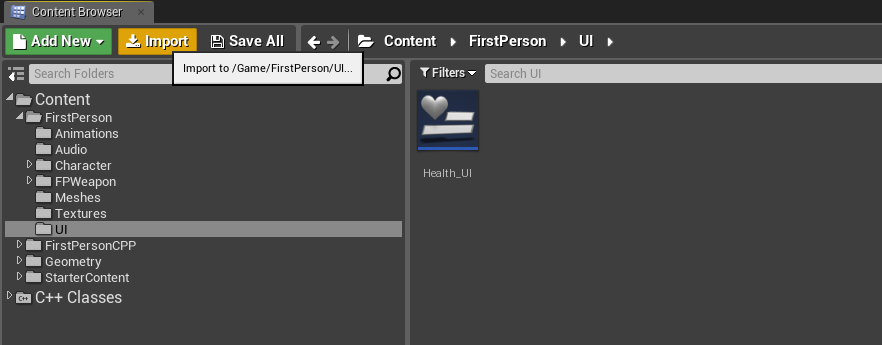 Content Browser
Add New
Import
Save All
Content
FirstPerson
UI
Import to /Game/FirstPerson/UI...
Search Folders
Filters
Search UI
Content
FirstPerson
Animations
Audio
Character
FPWeapon
Meshes
Textures
UI
FirstPersonCPP
Geometry
StarterContent
C++ Classes
Health_UI